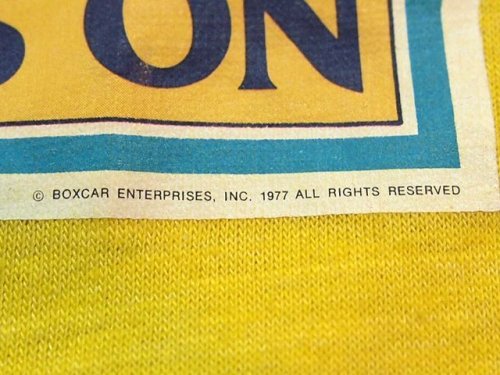 S ON
© BOXCAR ENTERPRISES, INC. 1977 ALL RIGHTS RESERVED